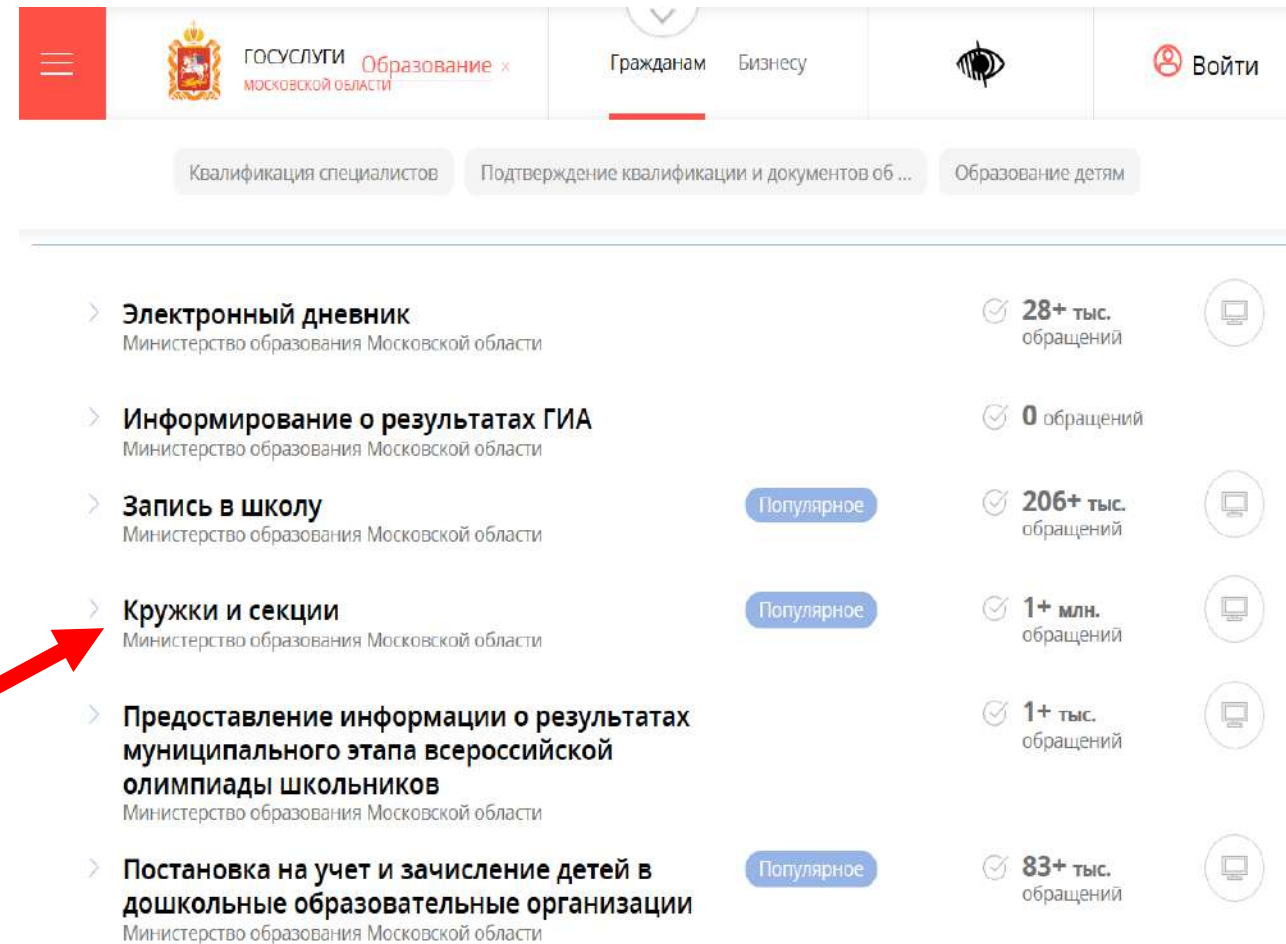 ГОСУСЛУГИ Образование ×
МОСКОВСКОЙ ОБЛАСТИ
Гражданам Бизнесу
Войти
Квалификация специалистов Подтверждение квалификации и документов об ... Образование детям
Электронный дневник
Министерство образования Московской области
28+ тыс.
обращений
Информирование о результатах ГИА
Министерство образования Московской области
0 обращений
Запись в школу
Министерство образования Московской области
Популярное
206+ тыс.
обращений
Кружки и секции
Министерство образования Московской области
Популярное
1+ млн.
обращений
Предоставление информации о результатах
муниципального этапа всероссийской
олимпиады школьников
Министерство образования Московской области
1+ тыс.
обращений
Постановка на учет и зачисление детей в
дошкольные образовательные организации
Министерство образования Московской области
Популярное
83+ тыс.
обращений